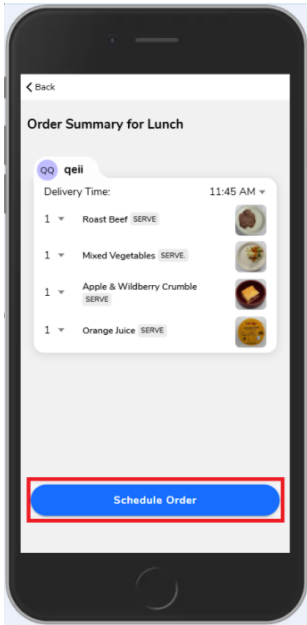 Back
Order Summary for Lunch
QQ qeii
Delivery Time: 11:45 AM
1 Roast Beef SERVE
1 Mixed Vegetables SERVE.
1 Apple & Wildberry Crumble
SERVE
1 Orange Juice SERVE
Schedule Order